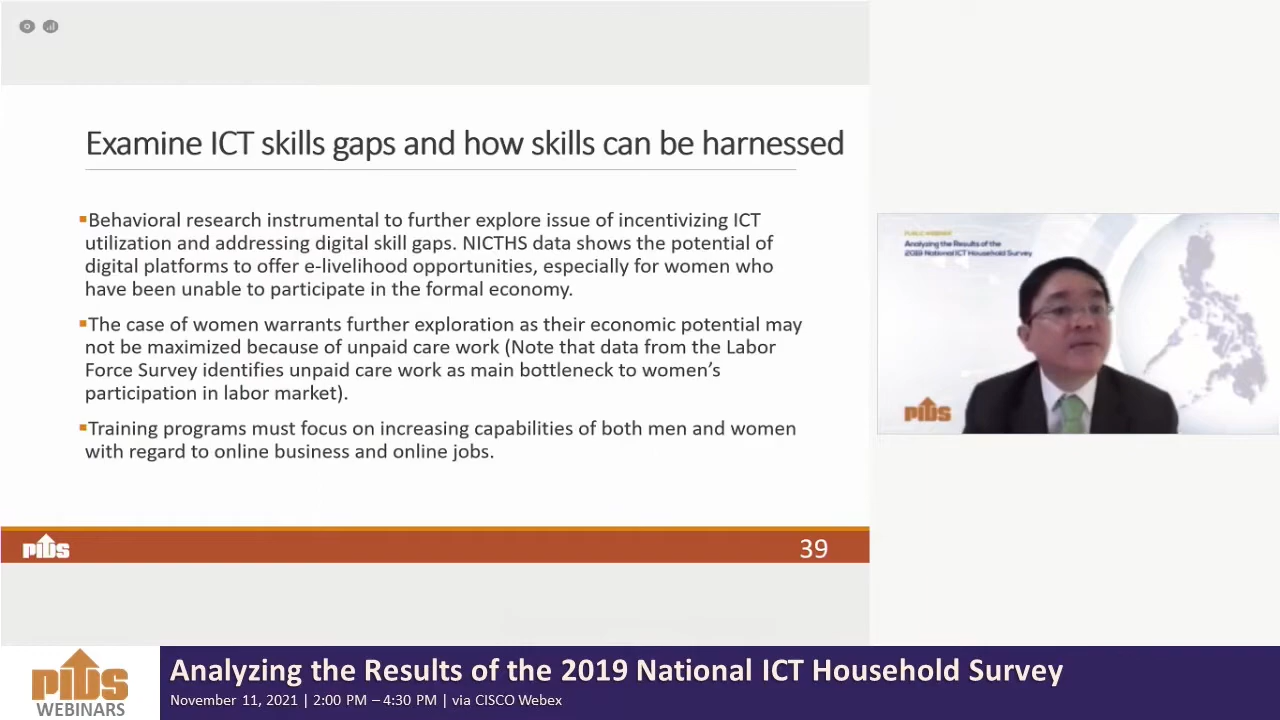 Examine ICT skills gaps and how skills can be harnessed
▪Behavioral research instrumental to further explore issue of incentivizing ICT
utilization and addressing digital skill gaps. NICTHS data shows the potential of
digital platforms to offer e-livelihood opportunities, especially for women who
have been unable to participate in the formal economy.
▪The case of women warrants further exploration as their economic potential may
not be maximized because of unpaid care work (Note that data from the Labor
Force Survey identifies unpaid care work as main bottleneck to women's
participation in labor market).
▪Training programs must focus on increasing capabilities of both men and women
with regard to online business and online jobs.
pids
39
PUBLIC WEBINAR
Analyzing the Results of the
2019 National ICT Household Survey
pids
pids
WEBINARS
Analyzing the Results of the 2019 National ICT Household Survey
November 11, 2021 | 2:00 PM – 4:30 PM | via CISCO Webex